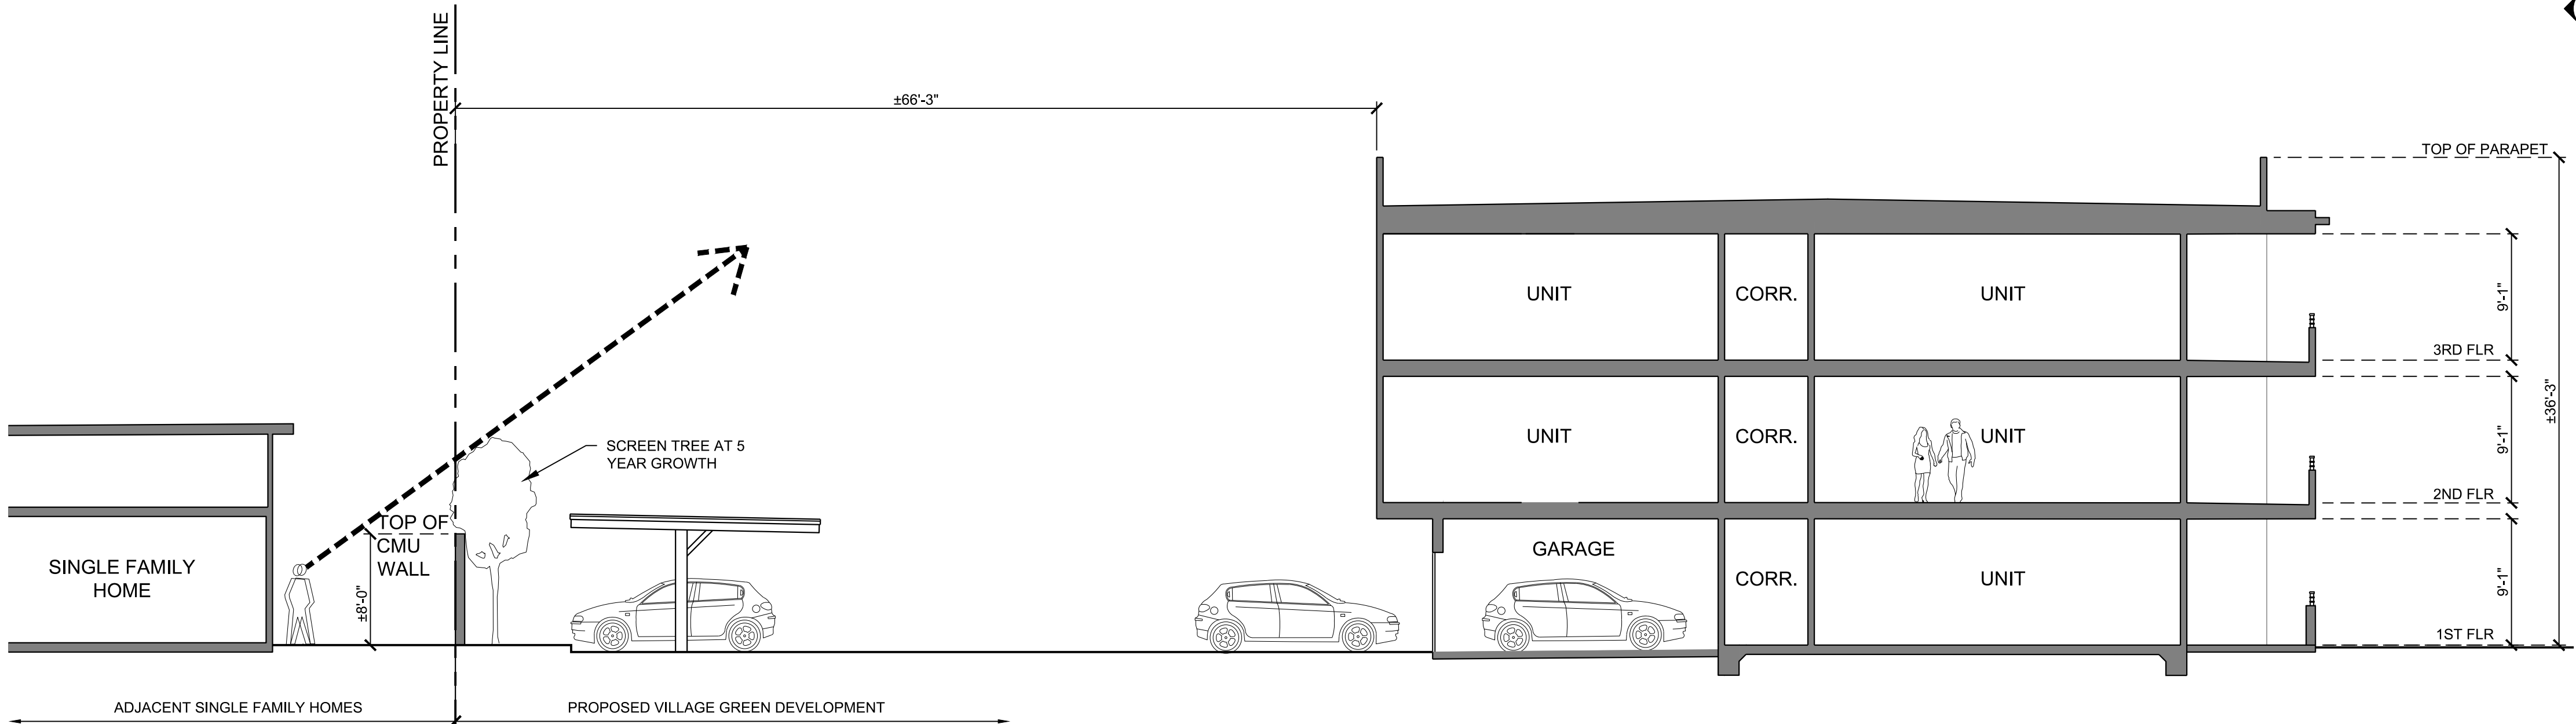 PROPERTY LINE
±66'-3"
TOP OF PARAPET
UNIT
CORR.
UNIT
9'-1"
3RD FLR
±36'-3"
SCREEN TREE AT 5
YEAR GROWTH
UNIT
CORR.
UNIT
9'-1"
2ND FLR
TOP OF
CMU
WALL
±8'-0"
SINGLE FAMILY
HOME
GARAGE
CORR.
UNIT
9'-1"
1ST FLR
ADJACENT SINGLE FAMILY HOMES
PROPOSED VILLAGE GREEN DEVELOPMENT